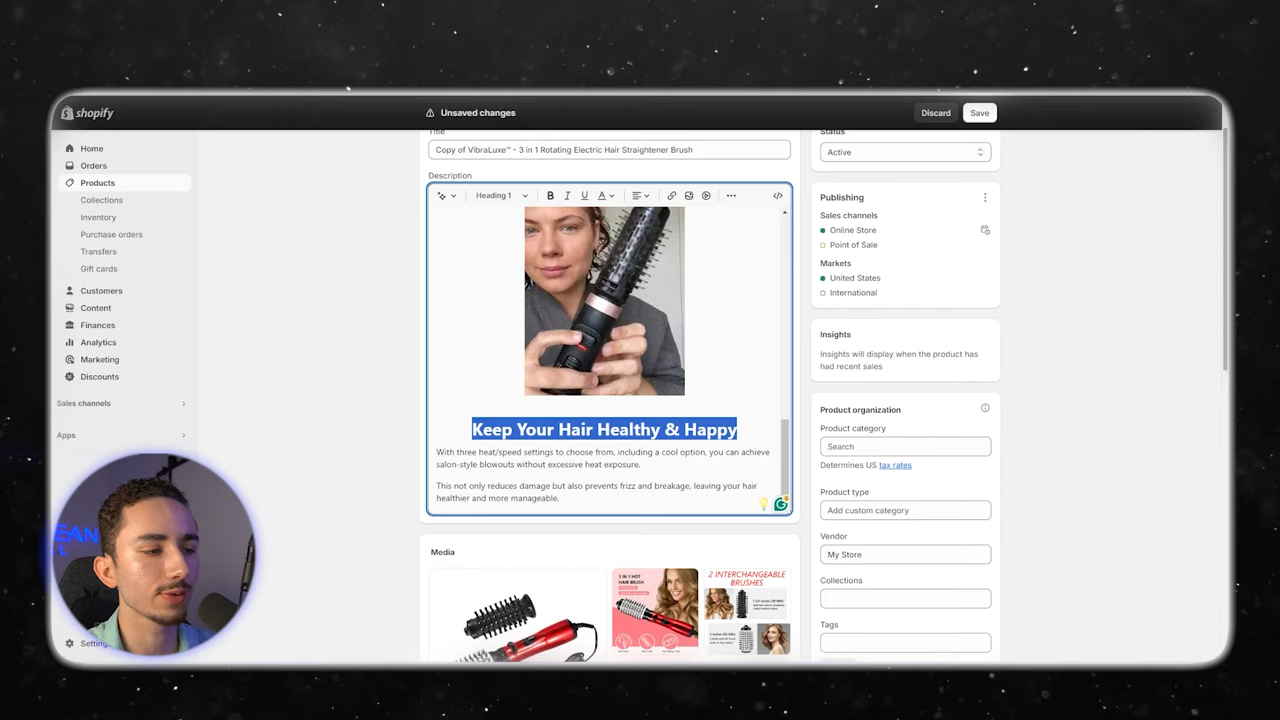 shopify
Unsaved changes
Discard
Save
Home
Orders
Products
Collections
Inventory
Purchase orders
Transfers
Gift cards
Customers
Content
Finances
Analytics
Marketing
Discounts
Sales channels
Apps
Title
Copy of VibraLuxe™ - 3 in 1 Rotating Electric Hair Straightener Brush
Description
Heading 1
B I U A
Keep Your Hair Healthy & Happy
With three heat/speed settings to choose from, including a cool option, you can achieve
salon-style blowouts without excessive heat exposure.
This not only reduces damage but also prevents frizz and breakage, leaving your hair
healthier and more manageable.
Media
3 IN 1 HOT
HAIR BRUSH
2 INTERCHANGEABLE
BRUSHES
Status
Active
Publishing
Sales channels
Online Store
Point of Sale
Markets
United States
International
Insights
Insights will display when the product has
had recent sales
Product organization
Product category
Search
Determines US tax rates
Product type
Add custom category
Vendor
My Store
Collections
Tags